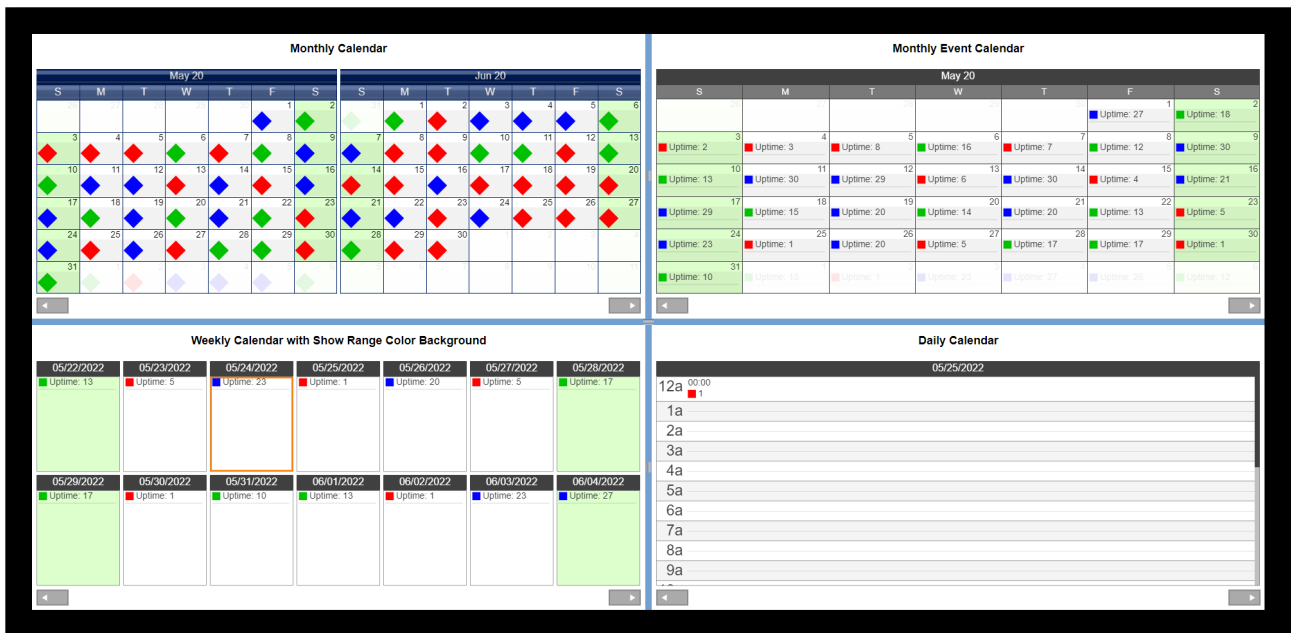 Monthly Calendar
May 20
S M T W T F S
1 2
3 4 5 6 7 8 9
10 11 12 13 14 15 16
17 18 19 20 21 22 23
24 25 26 27 28 29 30
31
Jun 20
S M T W T F S
1 2 3 4 5 6
7 8 9 10 11 12 13
14 15 16 17 18 19 20
21 22 23 24 25 26 27
28 29 30
Monthly Event Calendar
May 20
S M T W T F S
1 2
Uptime: 27 Uptime: 18
3 4 5 6 7 8 9
Uptime: 2 Uptime: 3 Uptime: 8 Uptime: 16 Uptime: 7 Uptime: 12 Uptime: 30
10 11 12 13 14 15 16
Uptime: 13 Uptime: 30 Uptime: 29 Uptime: 6 Uptime: 30 Uptime: 4 Uptime: 21
17 18 19 20 21 22 23
Uptime: 29 Uptime: 15 Uptime: 20 Uptime: 14 Uptime: 20 Uptime: 13 Uptime: 5
24 25 26 27 28 29 30
Uptime: 23 Uptime: 1 Uptime: 20 Uptime: 5 Uptime: 17 Uptime: 17 Uptime: 1
31
Uptime: 10
Weekly Calendar with Show Range Color Background
05/22/2022 05/23/2022 05/24/2022 05/25/2022 05/26/2022 05/27/2022 05/28/2022
Uptime: 13 Uptime: 5 Uptime: 23 Uptime: 1 Uptime: 20 Uptime: 5 Uptime: 17
05/29/2022 05/30/2022 05/31/2022 06/01/2022 06/02/2022 06/03/2022 06/04/2022
Uptime: 17 Uptime: 1 Uptime: 10 Uptime: 13 Uptime: 1 Uptime: 23 Uptime: 27
Daily Calendar
05/25/2022
12a 00:00
1
1a
2a
3a
4a
5a
6a
7a
8a
9a